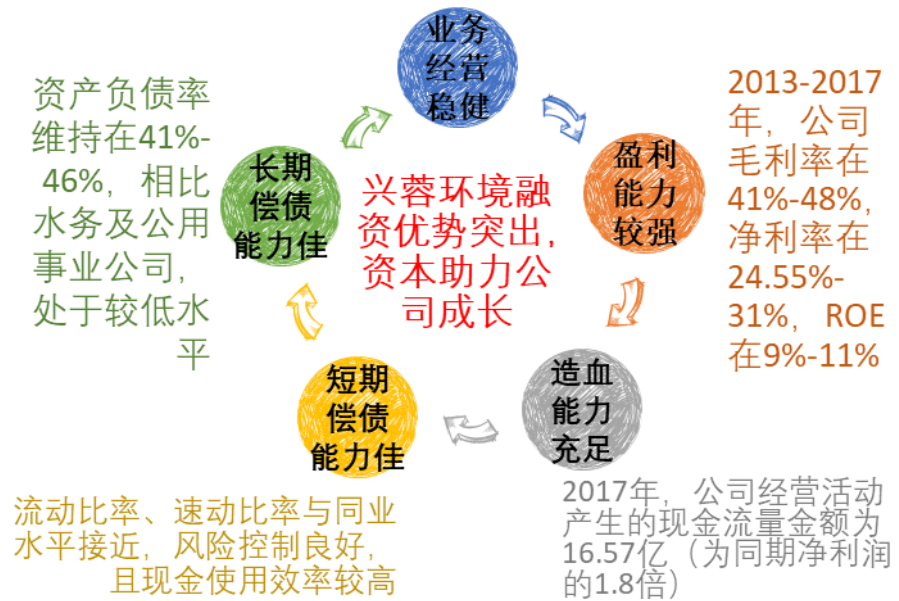 业务
经营
稳健
盈利
能力
较强
2013-2017
年，公司
毛利率在
41%-48%，
净利率在
24.55%-
31%，ROE
在9%-11%
造血
能力
充足
2017年，公司经营活动
产生的现金流量金额为
16.57亿（为同期净利润
的1.8倍）
短期
偿债
能力佳
流动比率、速动比率与同业
水平接近，风险控制良好，
且现金使用效率较高
长期
偿债
能力佳
资产负债率
维持在41%-
46%，相比
水务及公用
事业公司，
处于较低水
平
兴蓉环境融
资优势突出，
资本助力公
司成长